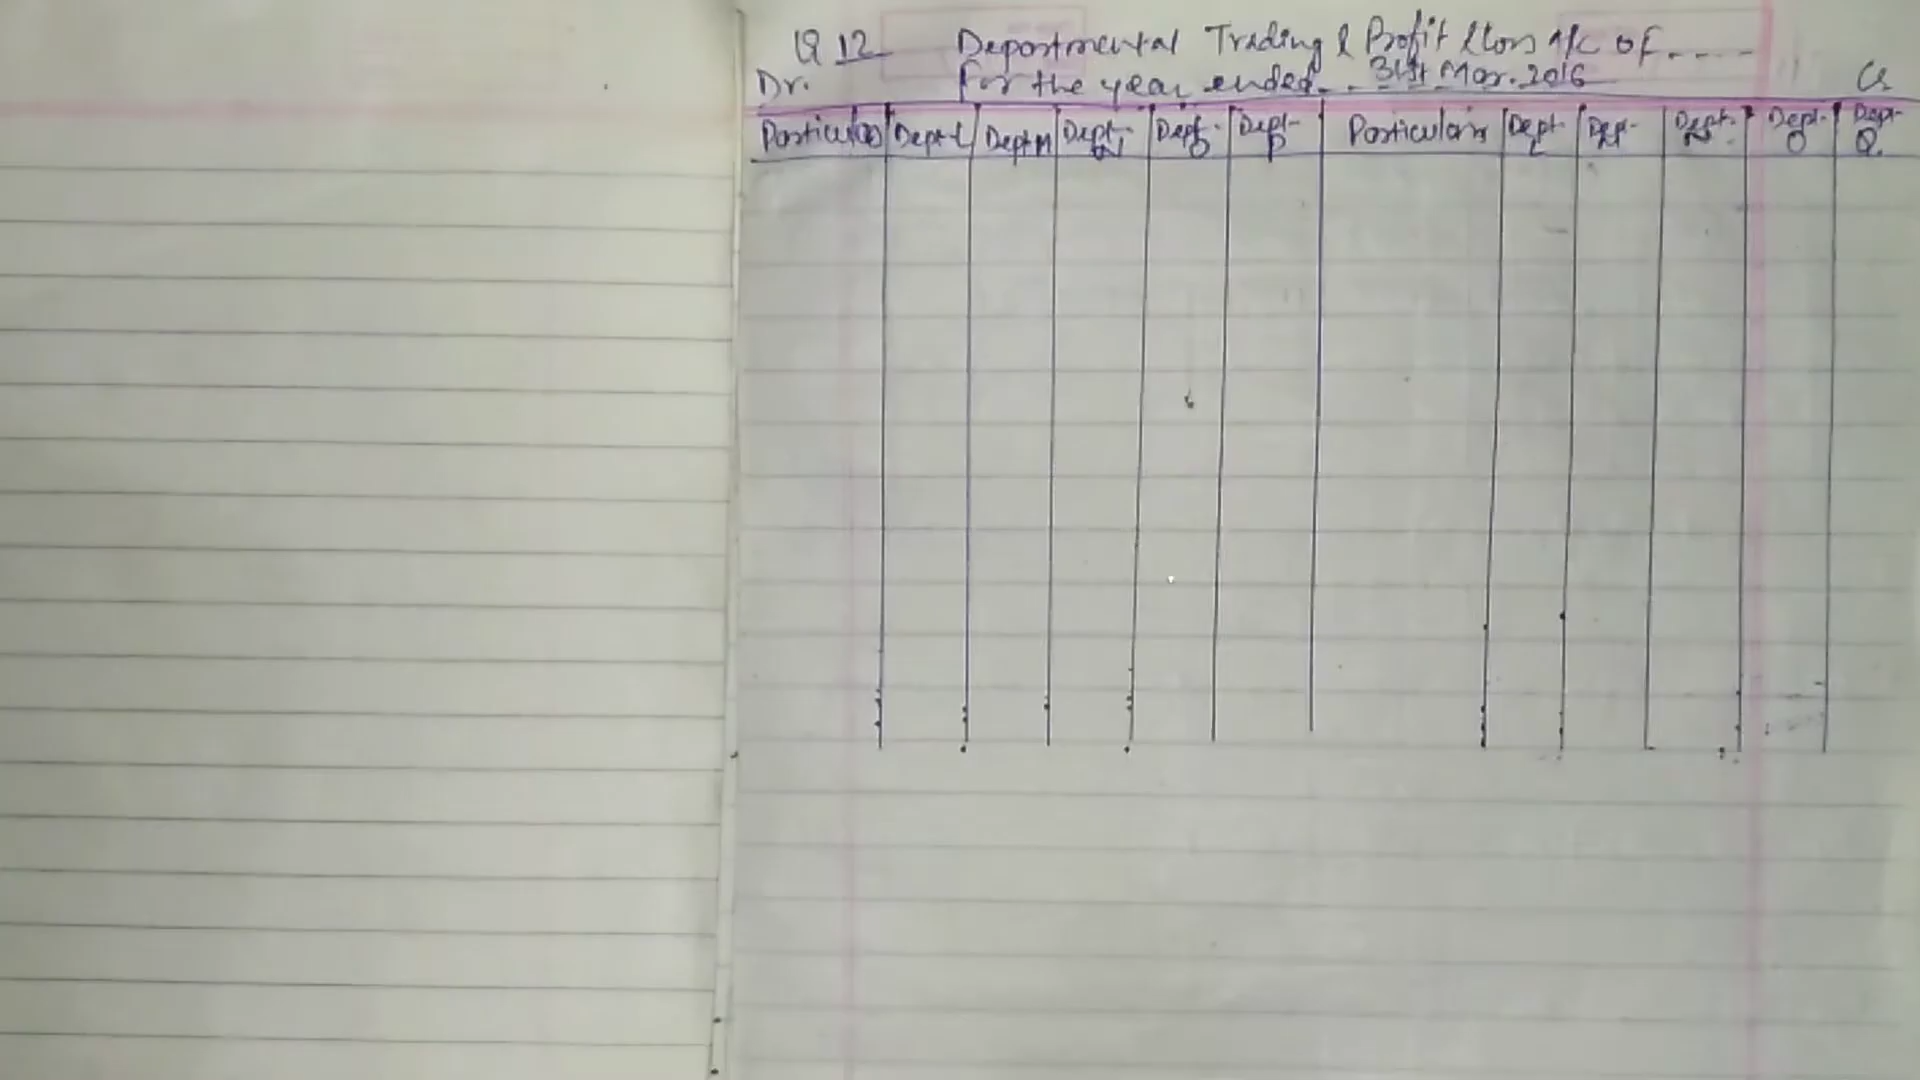 Q 12 Departmental Trading & Profit & Loss A/c of ----
Dr. For the year ended... 31st Mar. 2016 Cr
Particulars Dept L Dept M Dept. N Dept. O Dept- P Particulars Dept. L Dept- Dept. N Dept- O Dept- Q.